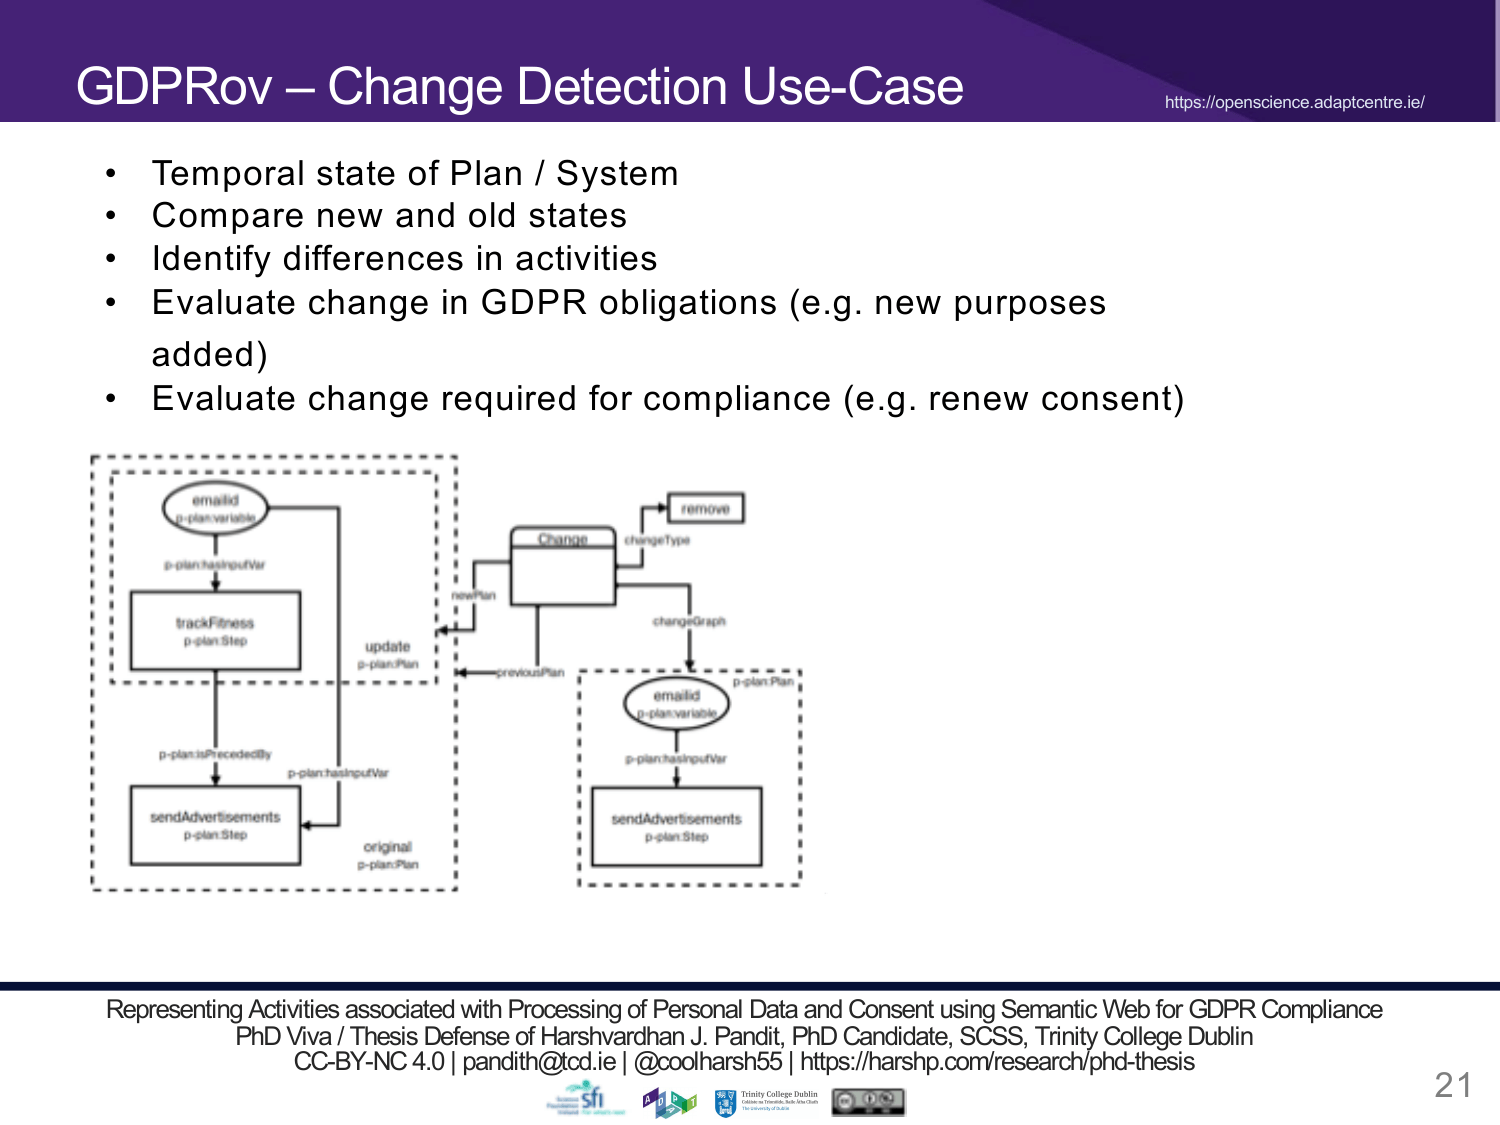 GDPRov – Change Detection Use-Case
https://openscience.adaptcentre.ie/
• Temporal state of Plan / System
• Compare new and old states
• Identify differences in activities
• Evaluate change in GDPR obligations (e.g. new purposes
added)
• Evaluate change required for compliance (e.g. renew consent)
emailid
p-plan:variable
p-plan:hasInputVar
trackFitness
p-plan:Step
update
p-plan:Plan
p-plan:isPrecededBy
p-plan:hasInputVar
sendAdvertisements
p-plan:Step
original
p-plan:Plan
Change
newPlan
previousPlan
changeType
remove
changeGraph
p-plan:Plan
emailid
p-plan:variable
p-plan:hasInputVar
sendAdvertisements
p-plan:Step
Representing Activities associated with Processing of Personal Data and Consent using Semantic Web for GDPR Compliance
PhD Viva / Thesis Defense of Harshvardhan J. Pandit, PhD Candidate, SCSS, Trinity College Dublin
CC-BY-NC 4.0 | pandith@tcd.ie | @coolharsh55 | https://harshp.com/research/phd-thesis
sfi
ADAPT
Trinity College Dublin
The University of Dublin
21